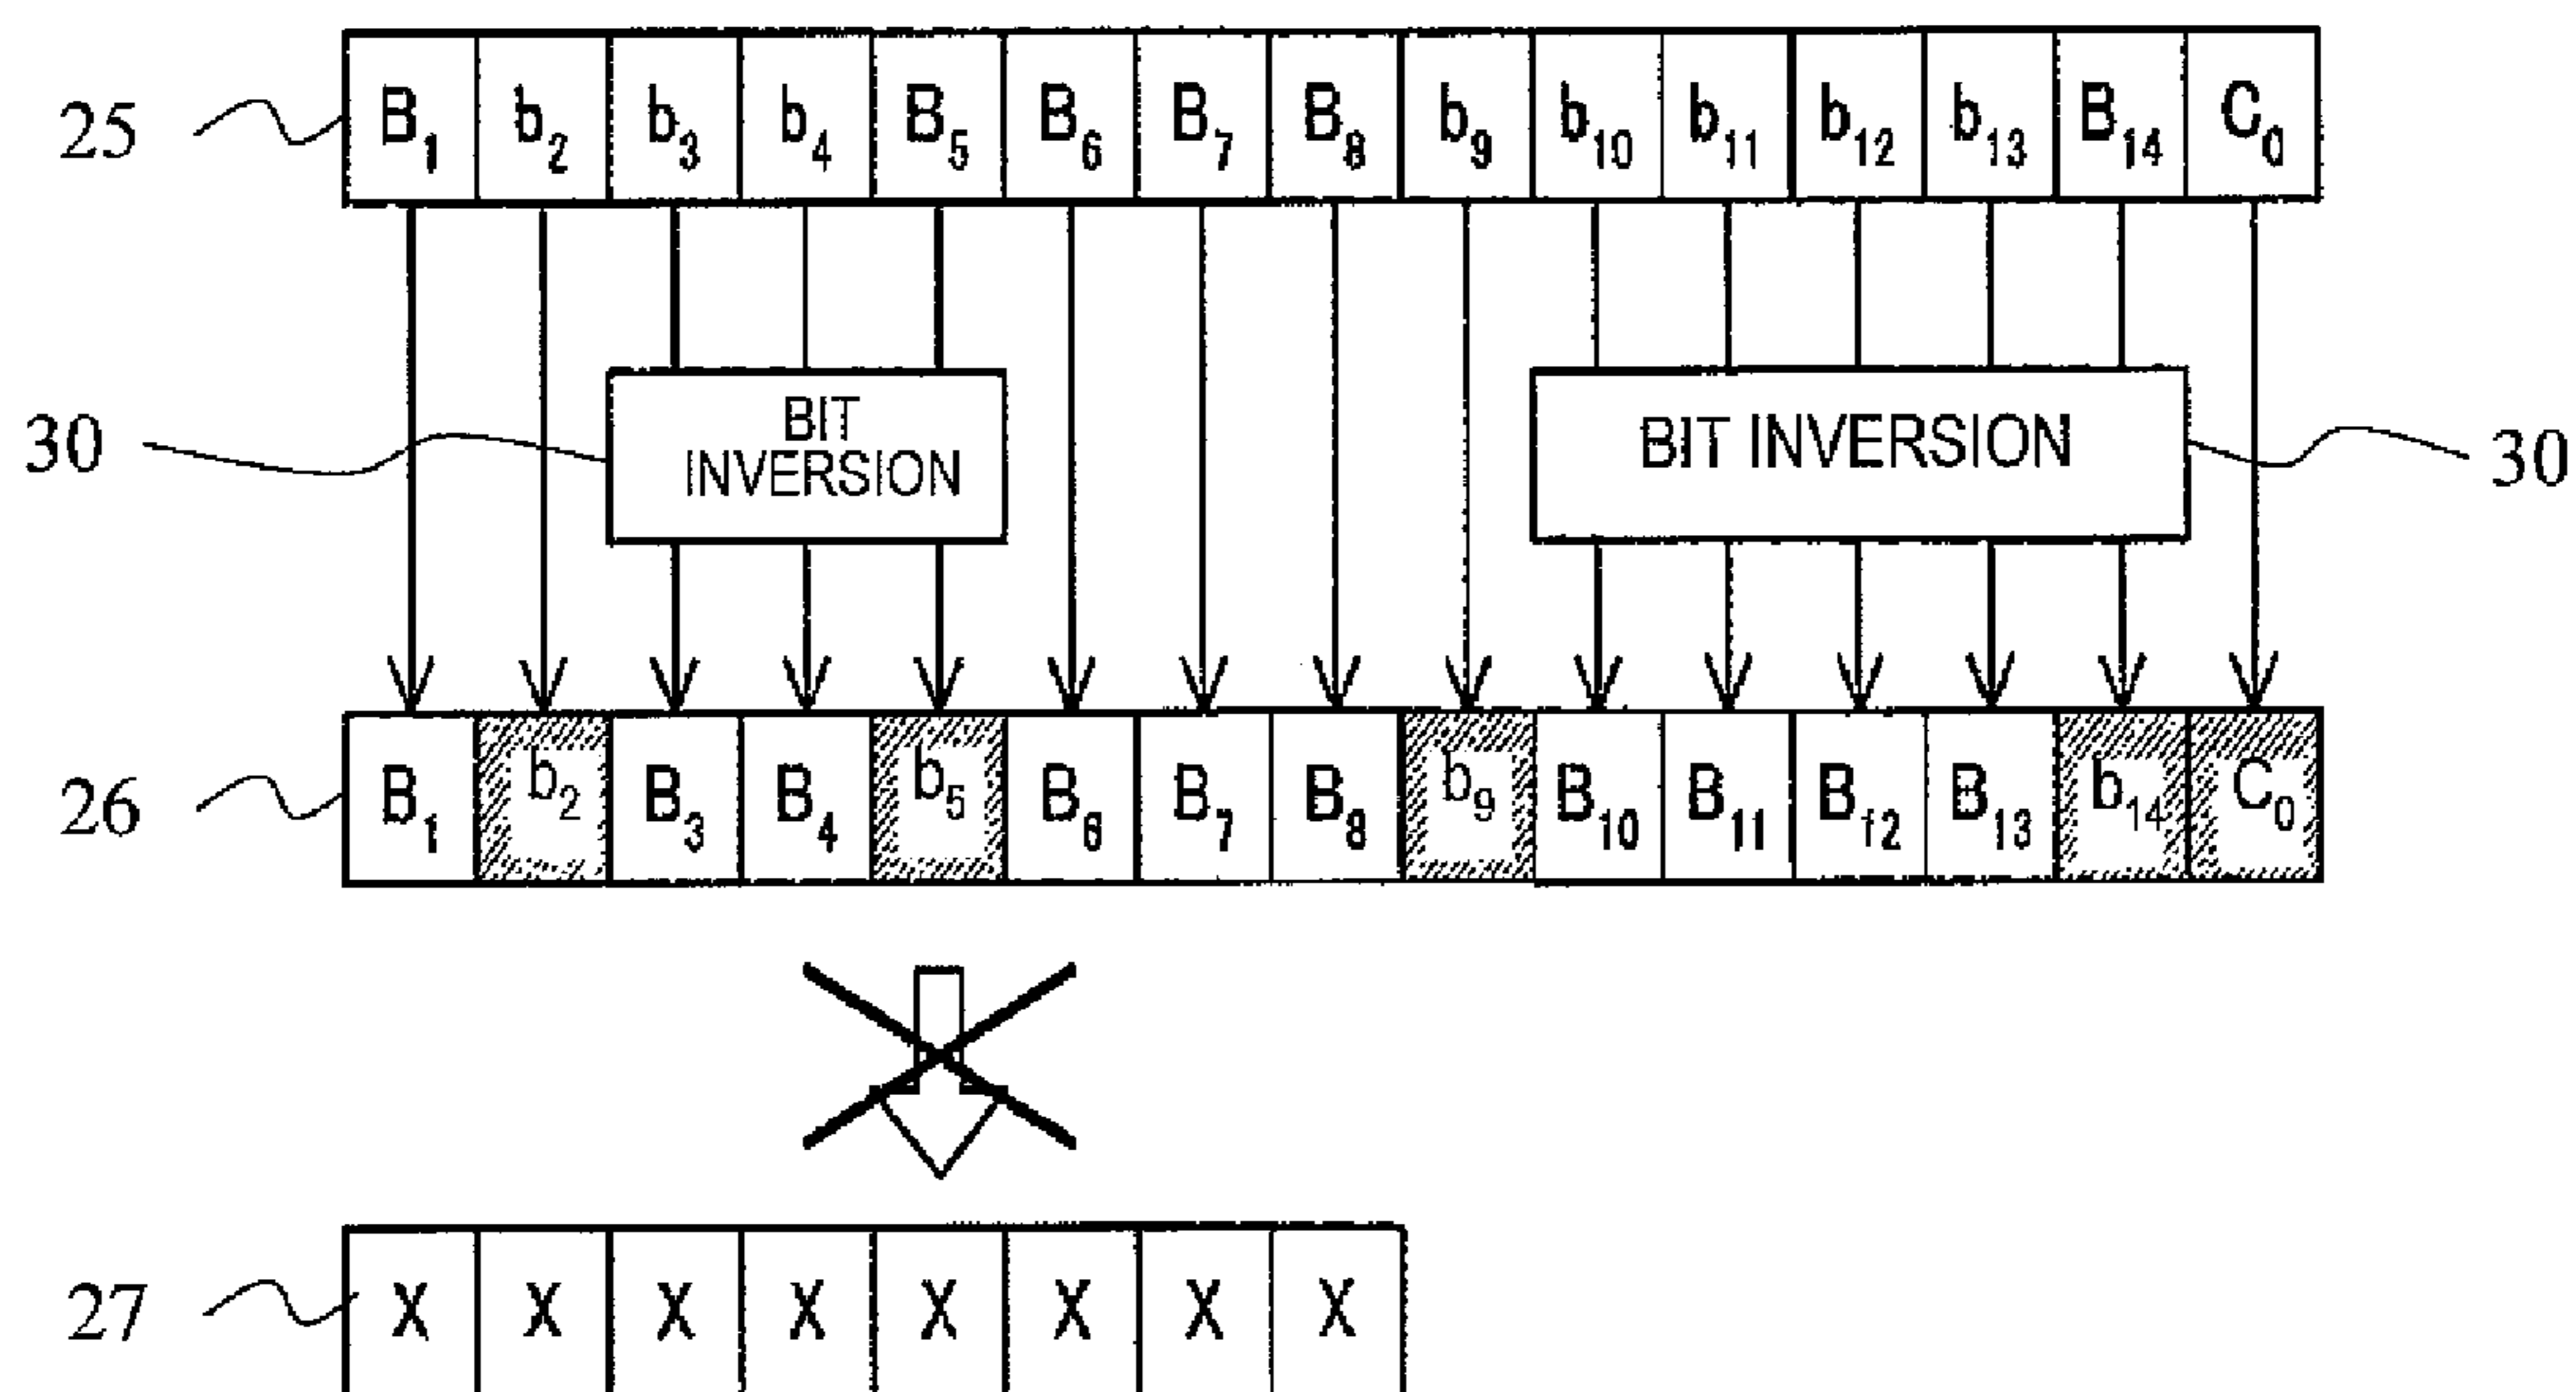 25 B₁ b₂ b₃ b₄ B₅ B₆ B₇ B₈ b₉ b₁₀ b₁₁ b₁₂ b₁₃ B₁₄ C₀
30 BIT INVERSION BIT INVERSION 30
26 B₁ b₂ B₃ B₄ b₅ B₆ B₇ B₈ b₉ B₁₀ B₁₁ B₁₂ B₁₃ b₁₄ C₀
27 X X X X X X X X